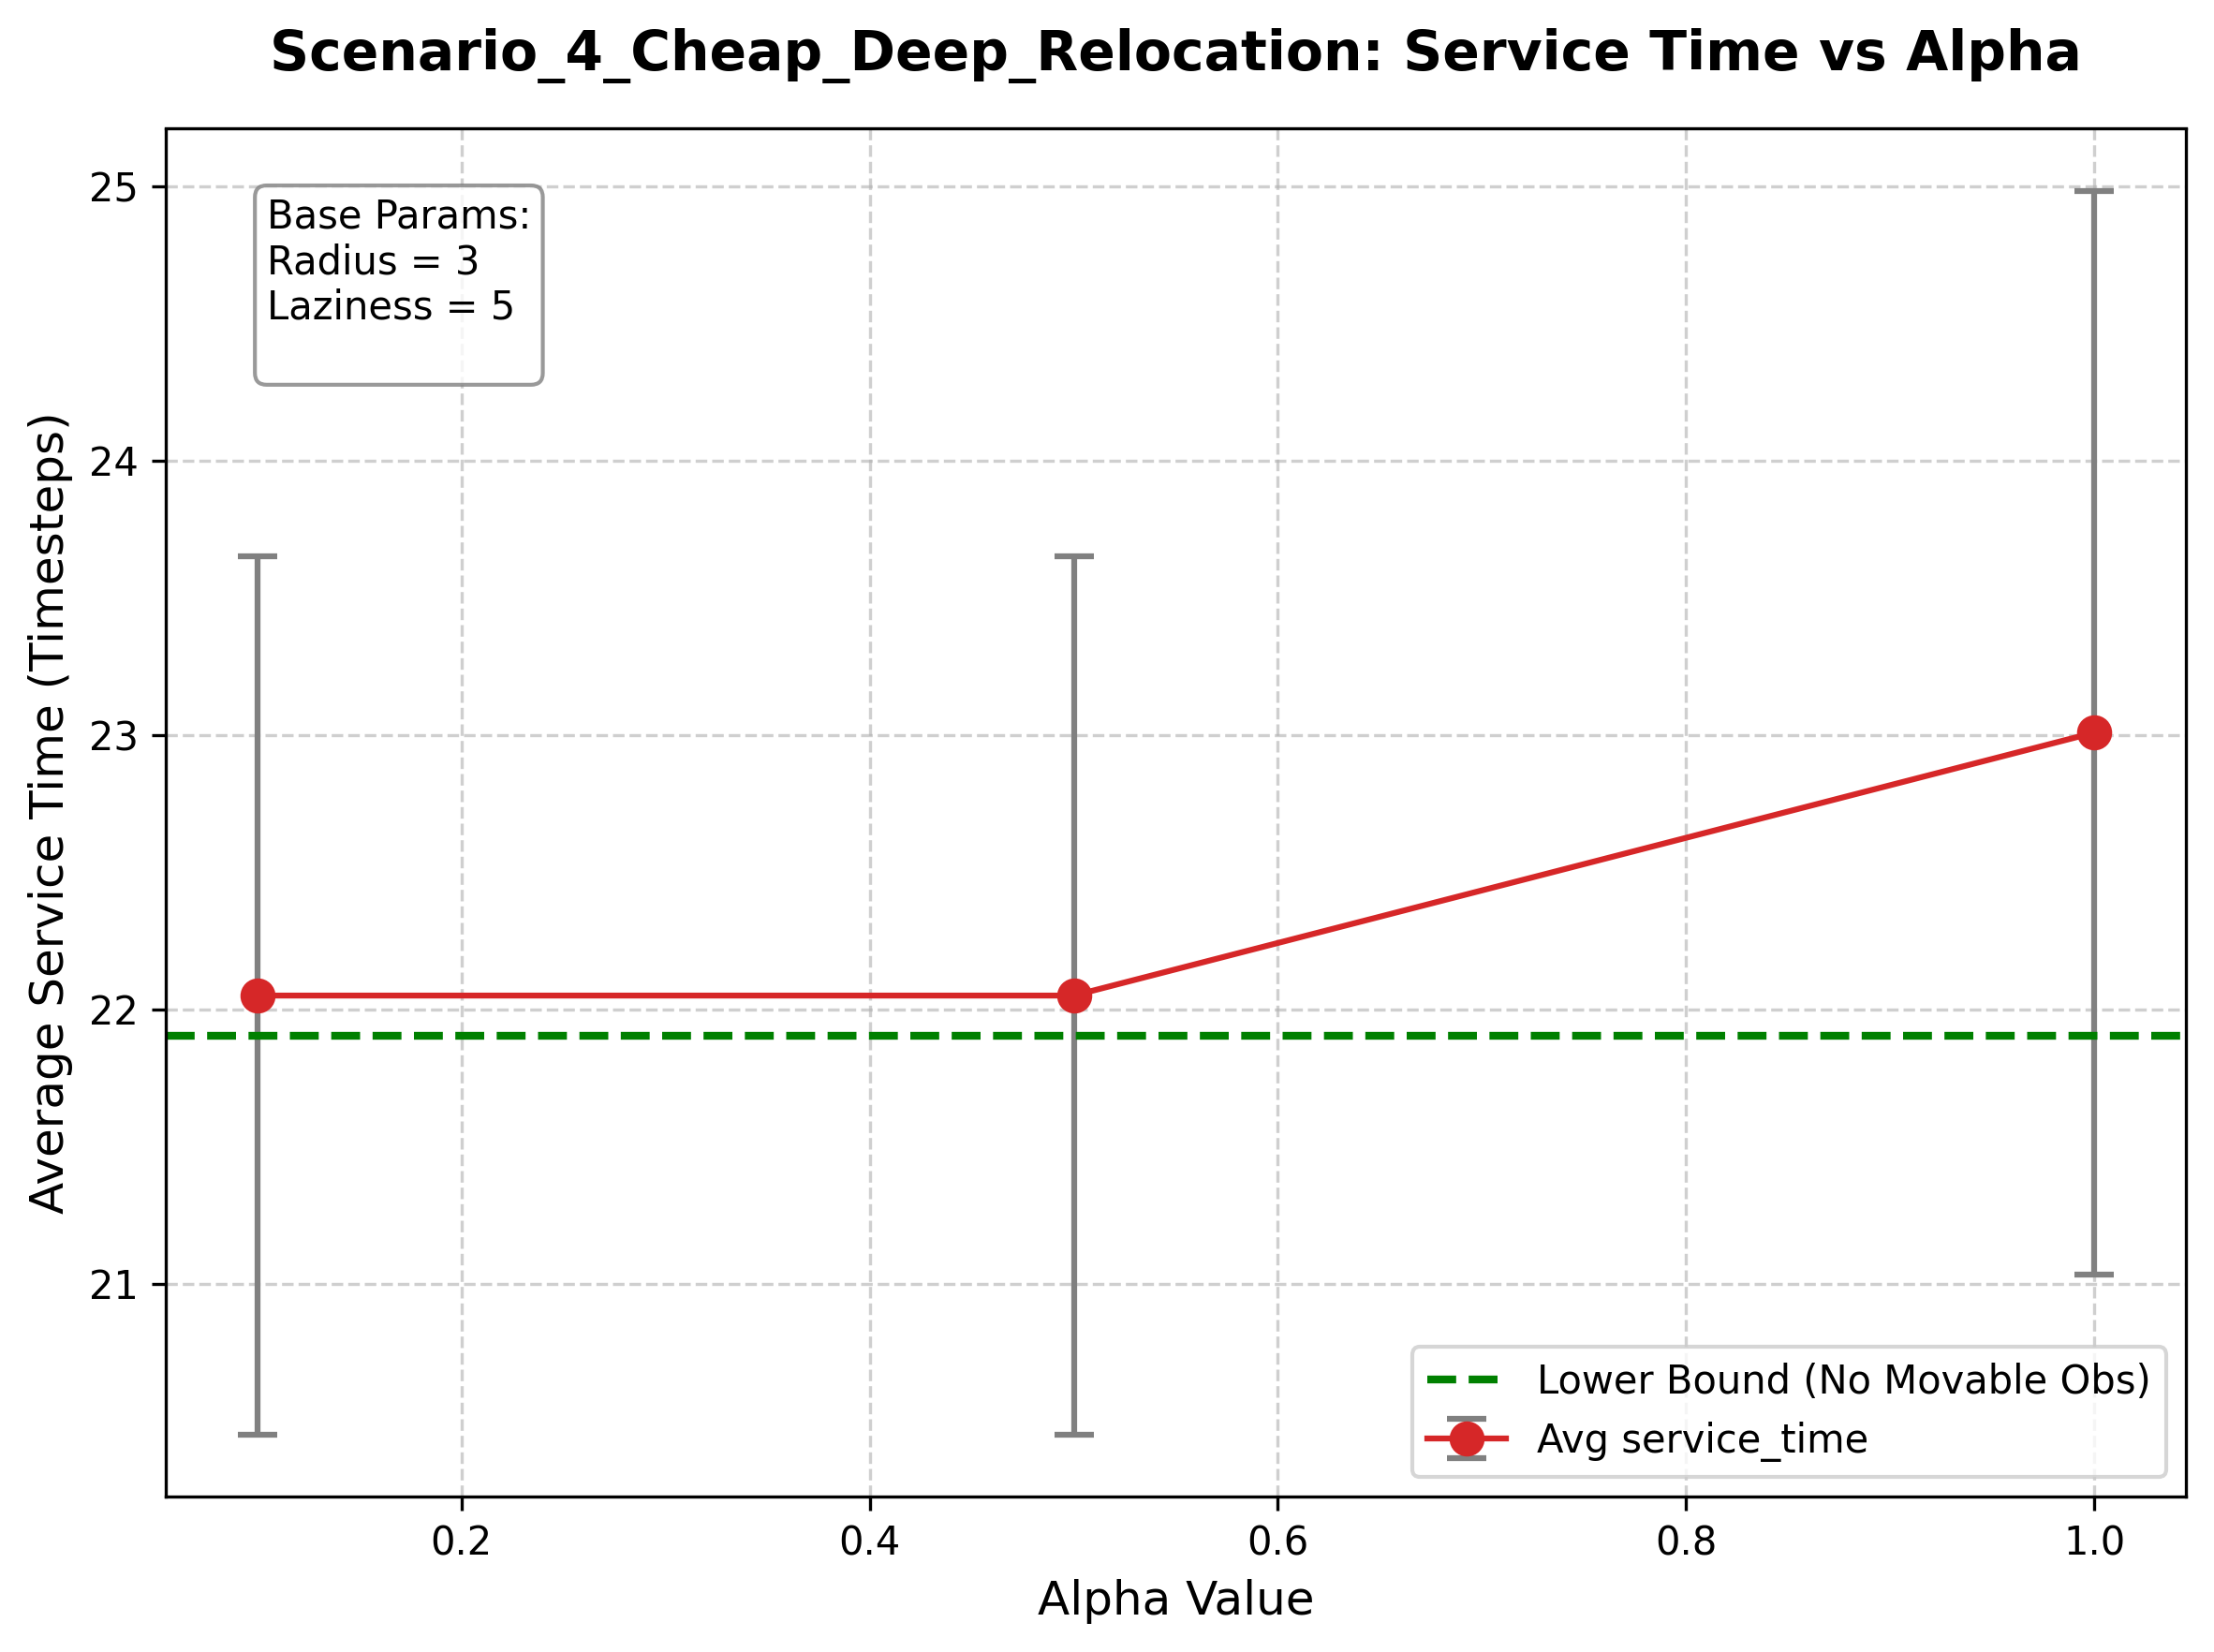 Scenario_4_Cheap_Deep_Relocation: Service Time vs Alpha
Average Service Time (Timesteps)
25
24
23
22
21
Base Params:
Radius = 3
Laziness = 5
Lower Bound (No Movable Obs)
Avg service_time
0.2
0.4
0.6
0.8
1.0
Alpha Value